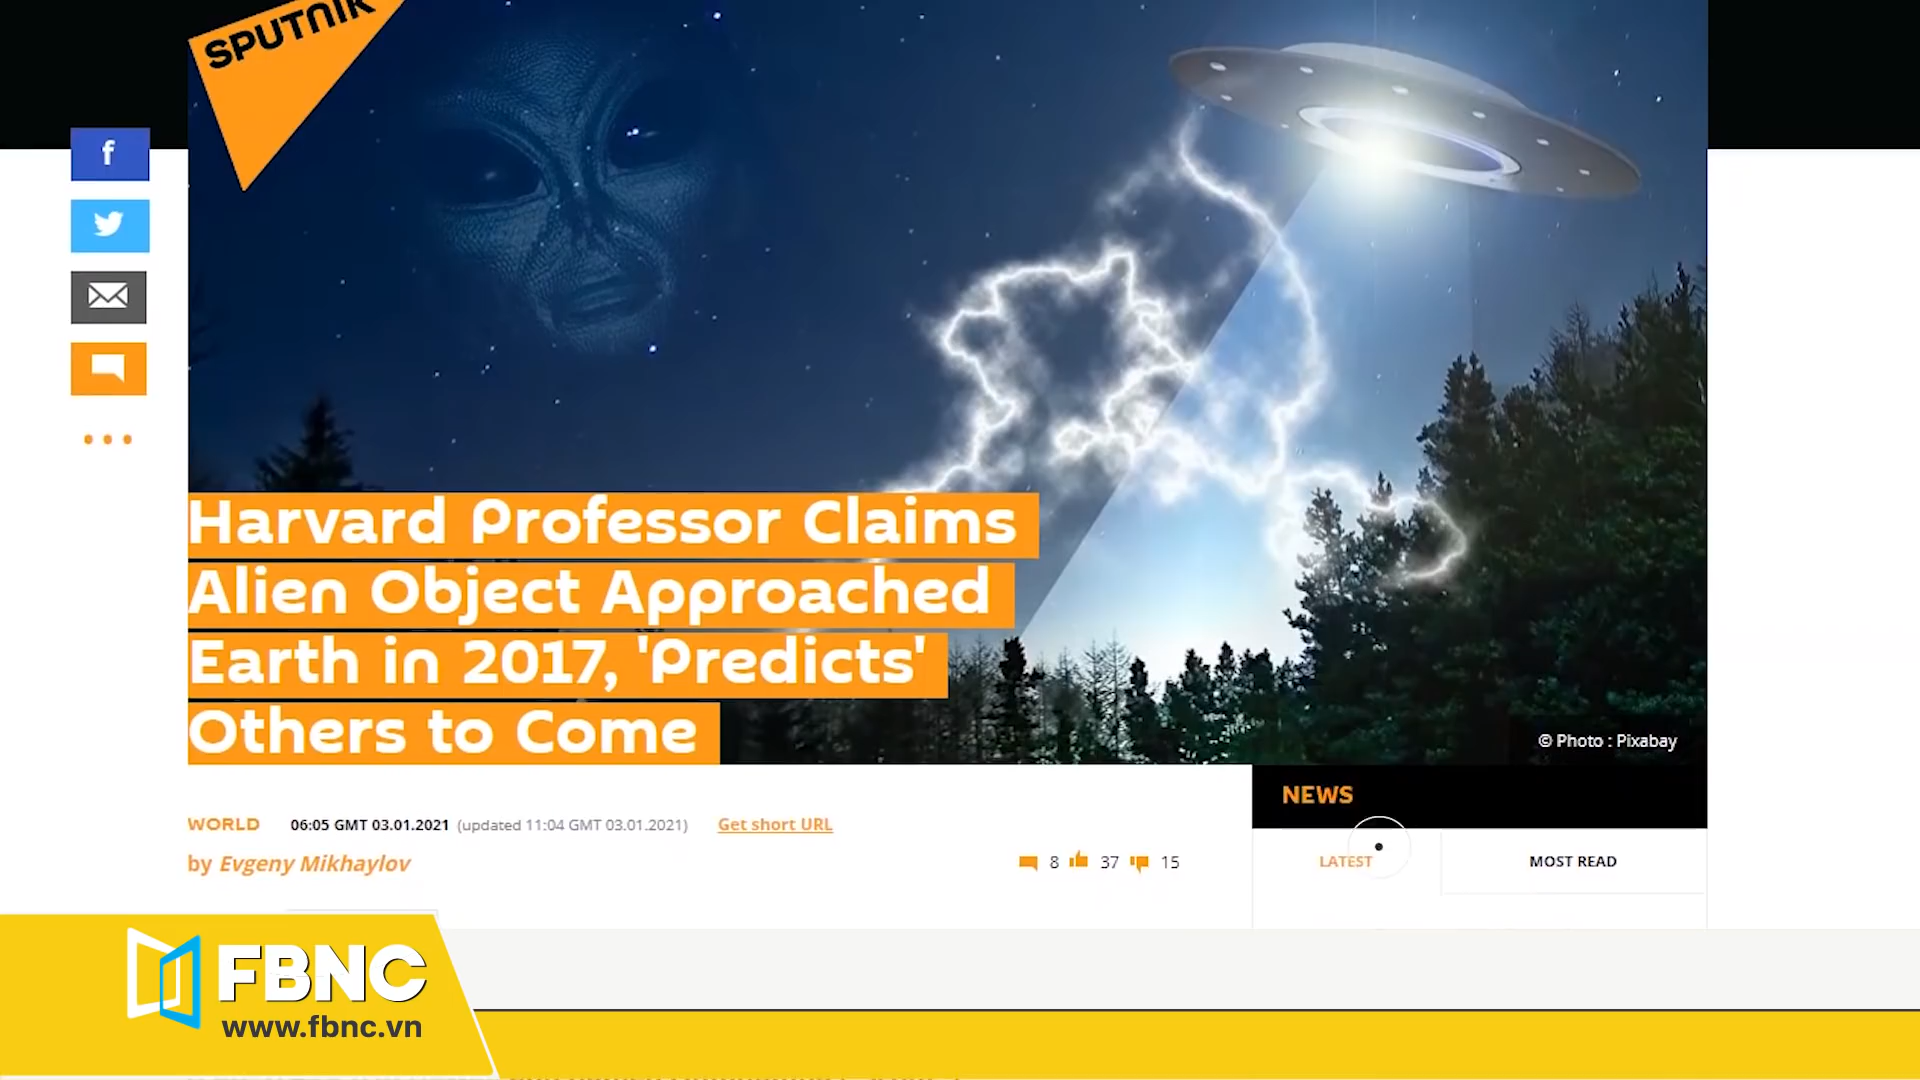 SPUTNIK
f
Harvard Professor Claims
Alien Object Approached
Earth in 2017, 'Predicts'
Others to Come
© Photo : Pixabay
NEWS
WORLD 06:05 GMT 03.01.2021 (updated 11:04 GMT 03.01.2021) Get short URL
by Evgeny Mikhaylov
8 37 15
LATEST MOST READ
FBNC
www.fbnc.vn